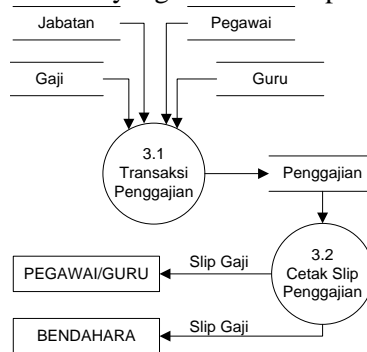 Jabatan
Pegawai
Gaji
Guru
3.1
Transaksi
Penggajian
Penggajian
3.2
Cetak Slip
Penggajian
Slip Gaji
PEGAWAI/GURU
Slip Gaji
BENDAHARA